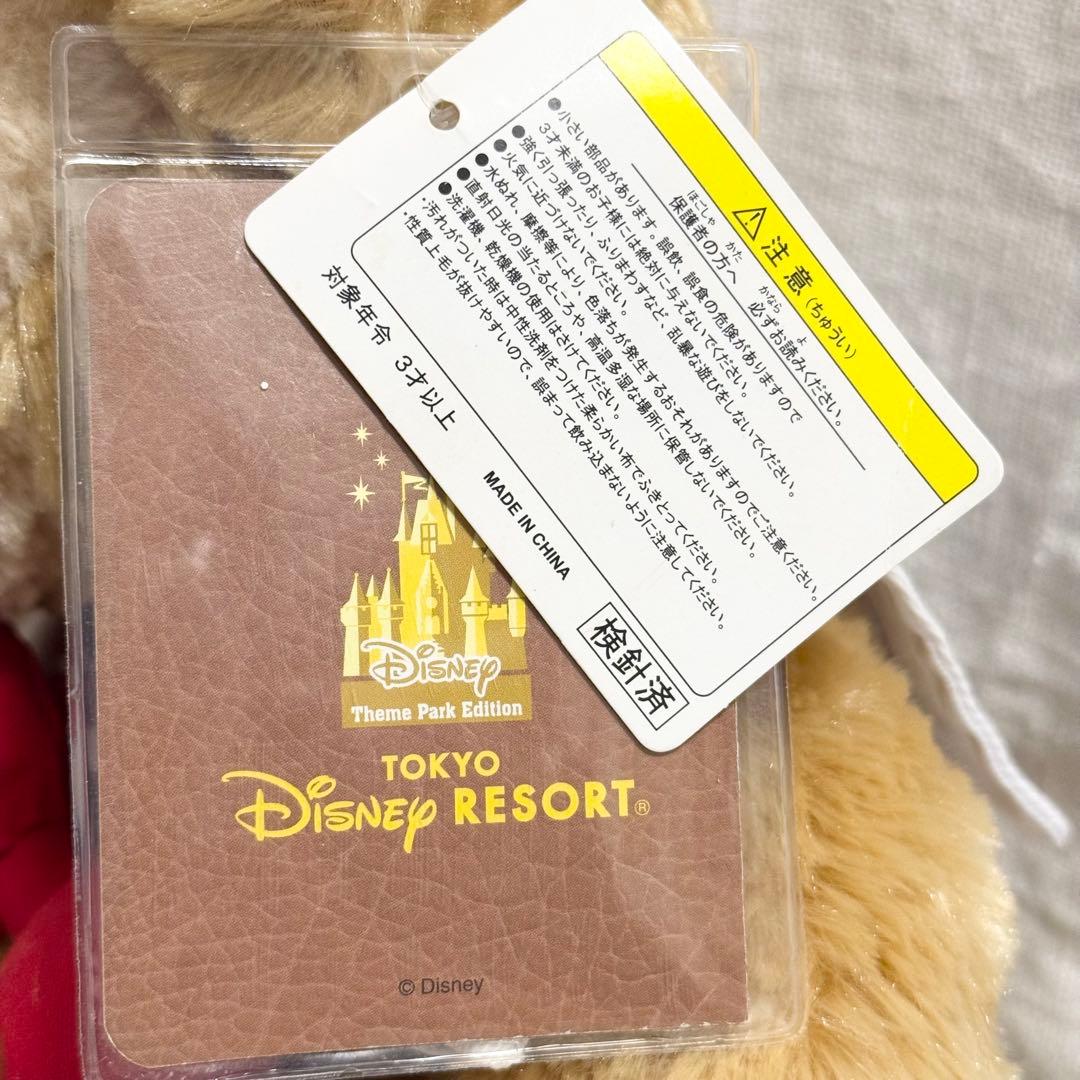 ⚠注意(ちゅうい)
ほごしゃ かた かなら よ
保護者の方へ 必ずお読みください。
●小さい部品があります。誤飲、誤食の危険がありますので
3才未満のお子様には絶対に与えないでください。
●強く引っ張ったり、ふりまわすなど、乱暴な遊びをしないでください。
●火気に近づけないでください。
●水ぬれ、摩擦等により、色落ちが発生するおそれがありますのでご注意ください。
●直射日光の当たるところや、高温多湿な場所に保管しないでください。
●洗濯機、乾燥機の使用はさけてください。
・汚れがついた時は中性洗剤をつけた柔らかい布でふきとってください。
・性質上毛が抜けやすいので、誤まって飲み込まないように注意してください。
対象年令 3才以上
MADE IN CHINA
検針済
Disney
Theme Park Edition
TOKYO
Disney RESORT®
© Disney